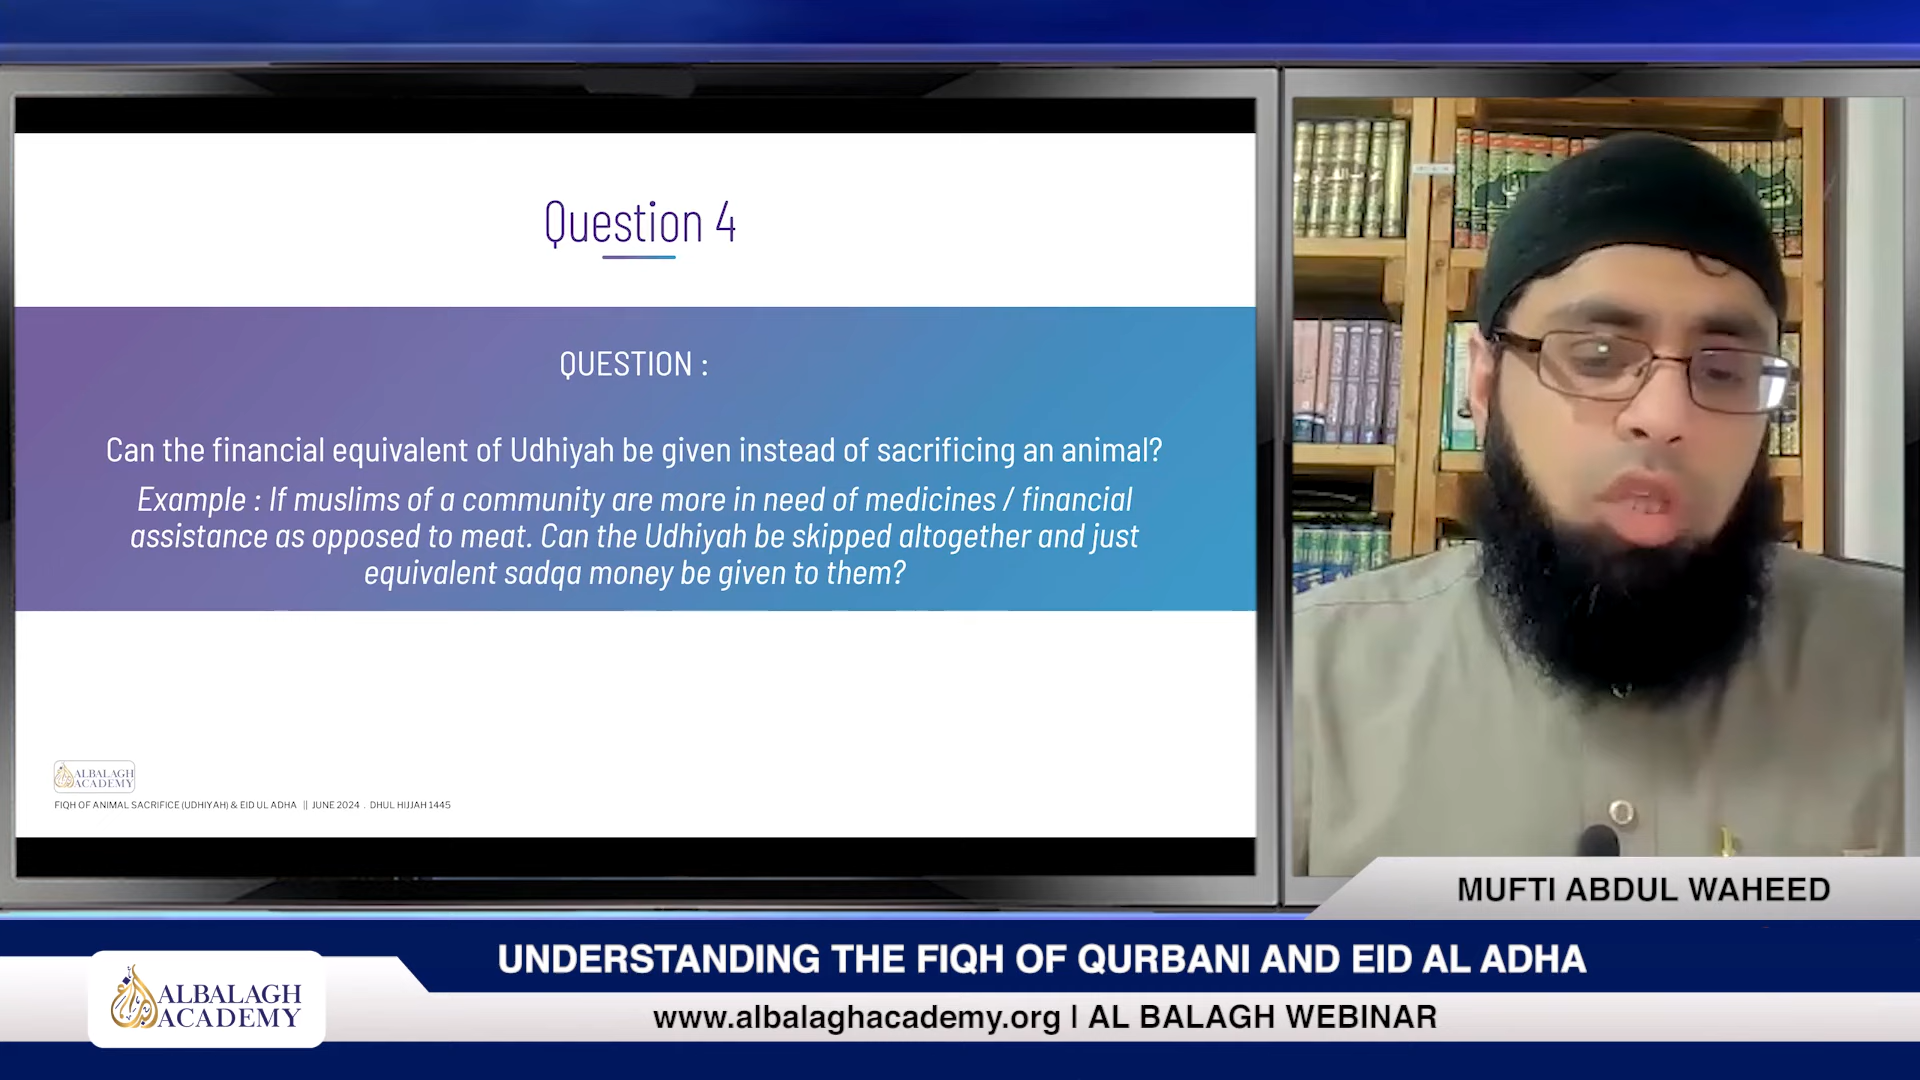 Question 4
QUESTION :
Can the financial equivalent of Udhiyah be given instead of sacrificing an animal?
Example : If muslims of a community are more in need of medicines / financial
assistance as opposed to meat. Can the Udhiyah be skipped altogether and just
equivalent sadqa money be given to them?
ALBALAGH
ACADEMY
FIQH OF ANIMAL SACRIFICE (UDHIYAH) & EID UL ADHA || JUNE 2024 . DHUL HIJJAH 1445
MUFTI ABDUL WAHEED
UNDERSTANDING THE FIQH OF QURBANI AND EID AL ADHA
ALBALAGH
ACADEMY
www.albalaghacademy.org | AL BALAGH WEBINAR